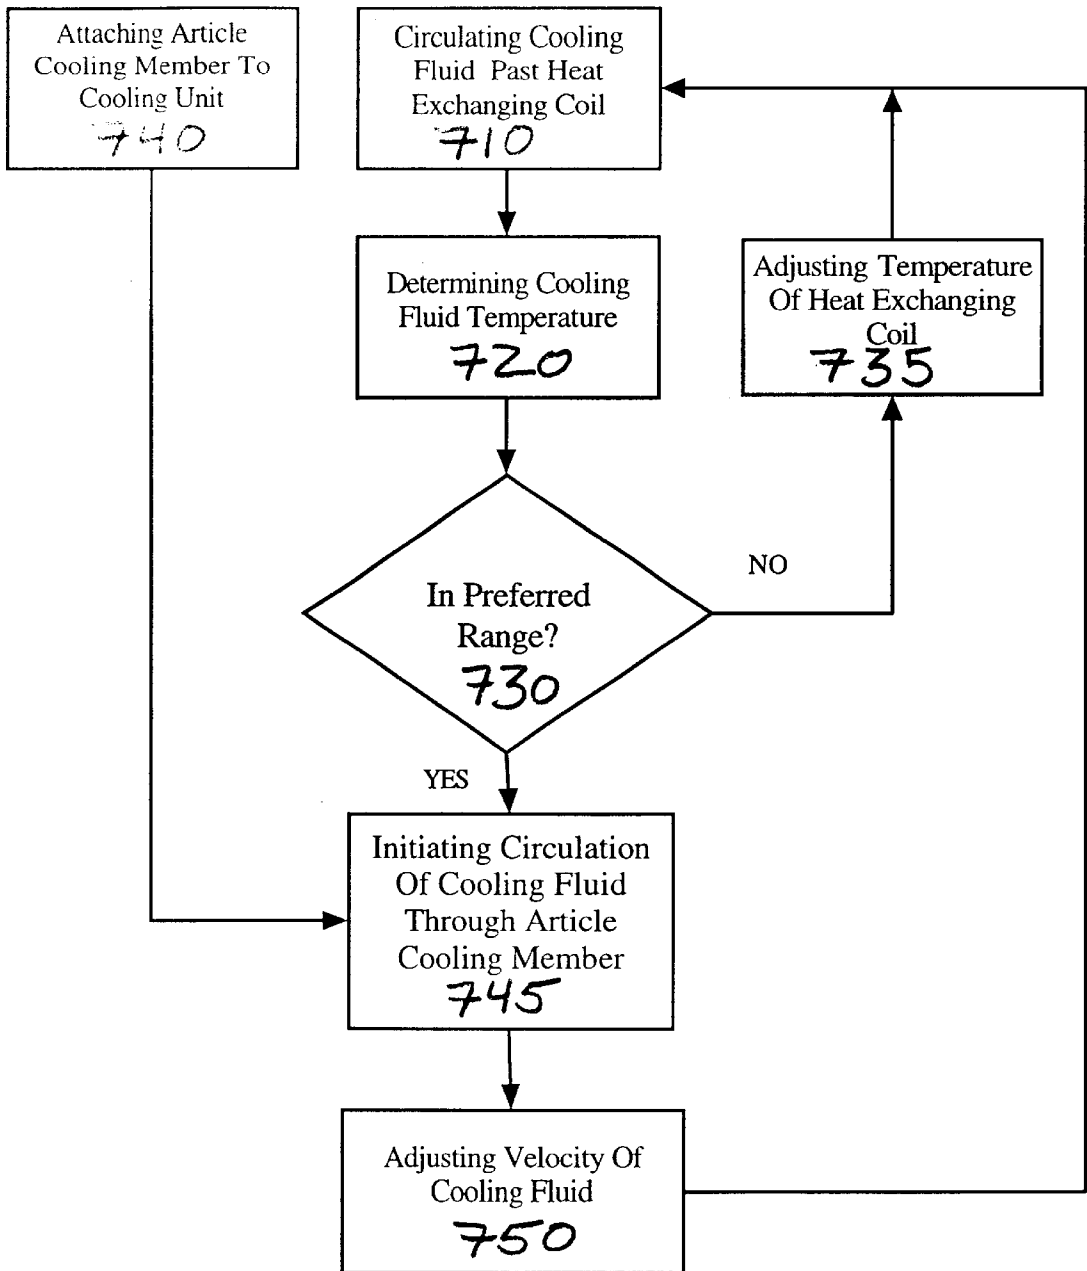 Attaching Article
Cooling Member To
Cooling Unit
740
Circulating Cooling
Fluid Past Heat
Exchanging Coil
710
Determining Cooling
Fluid Temperature
720
Adjusting Temperature
Of Heat Exchanging
Coil
735
In Preferred
Range?
730
NO
YES
Initiating Circulation
Of Cooling Fluid
Through Article
Cooling Member
745
Adjusting Velocity Of
Cooling Fluid
750